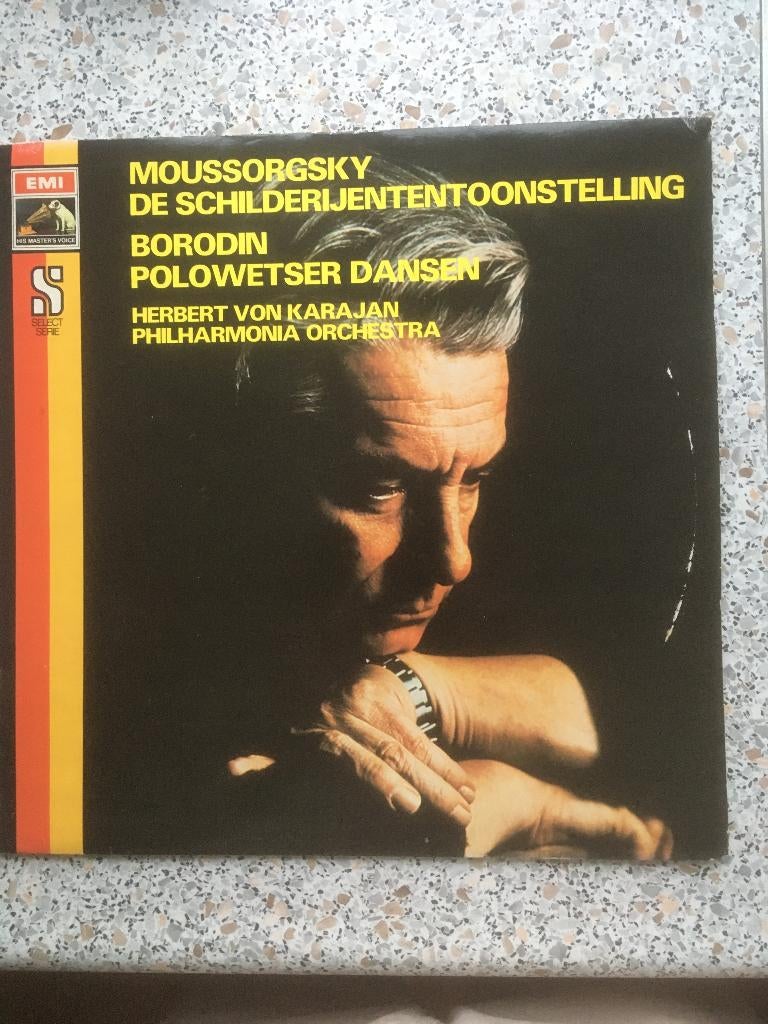 MOUSSORGSKY
DE SCHILDERIJENTENTOONSTELLING
BORODIN
POLOWETSER DANSEN
HERBERT VON KARAJAN
PHILHARMONIA ORCHESTRA
EMI
HIS MASTER'S VOICE
S
SELECT
SERIE